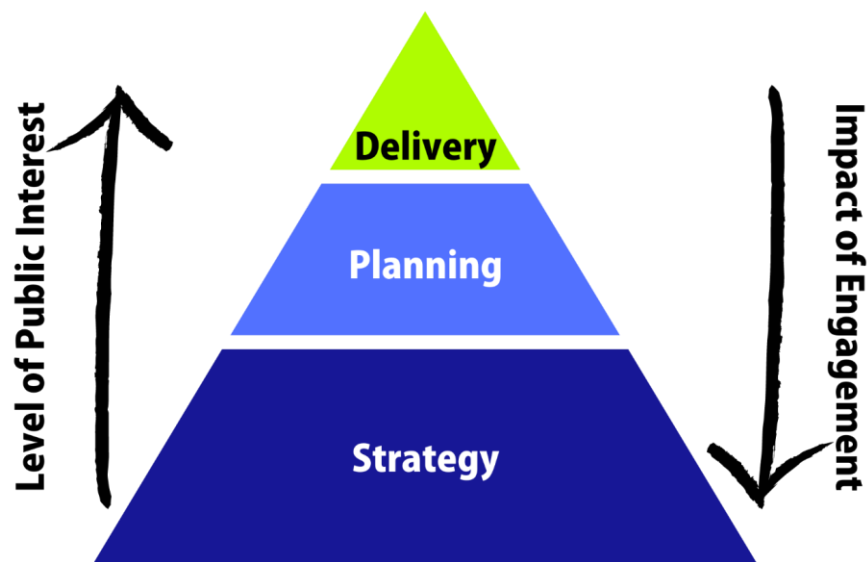 Level of Public Interest
Delivery
Planning
Strategy
Impact of Engagement